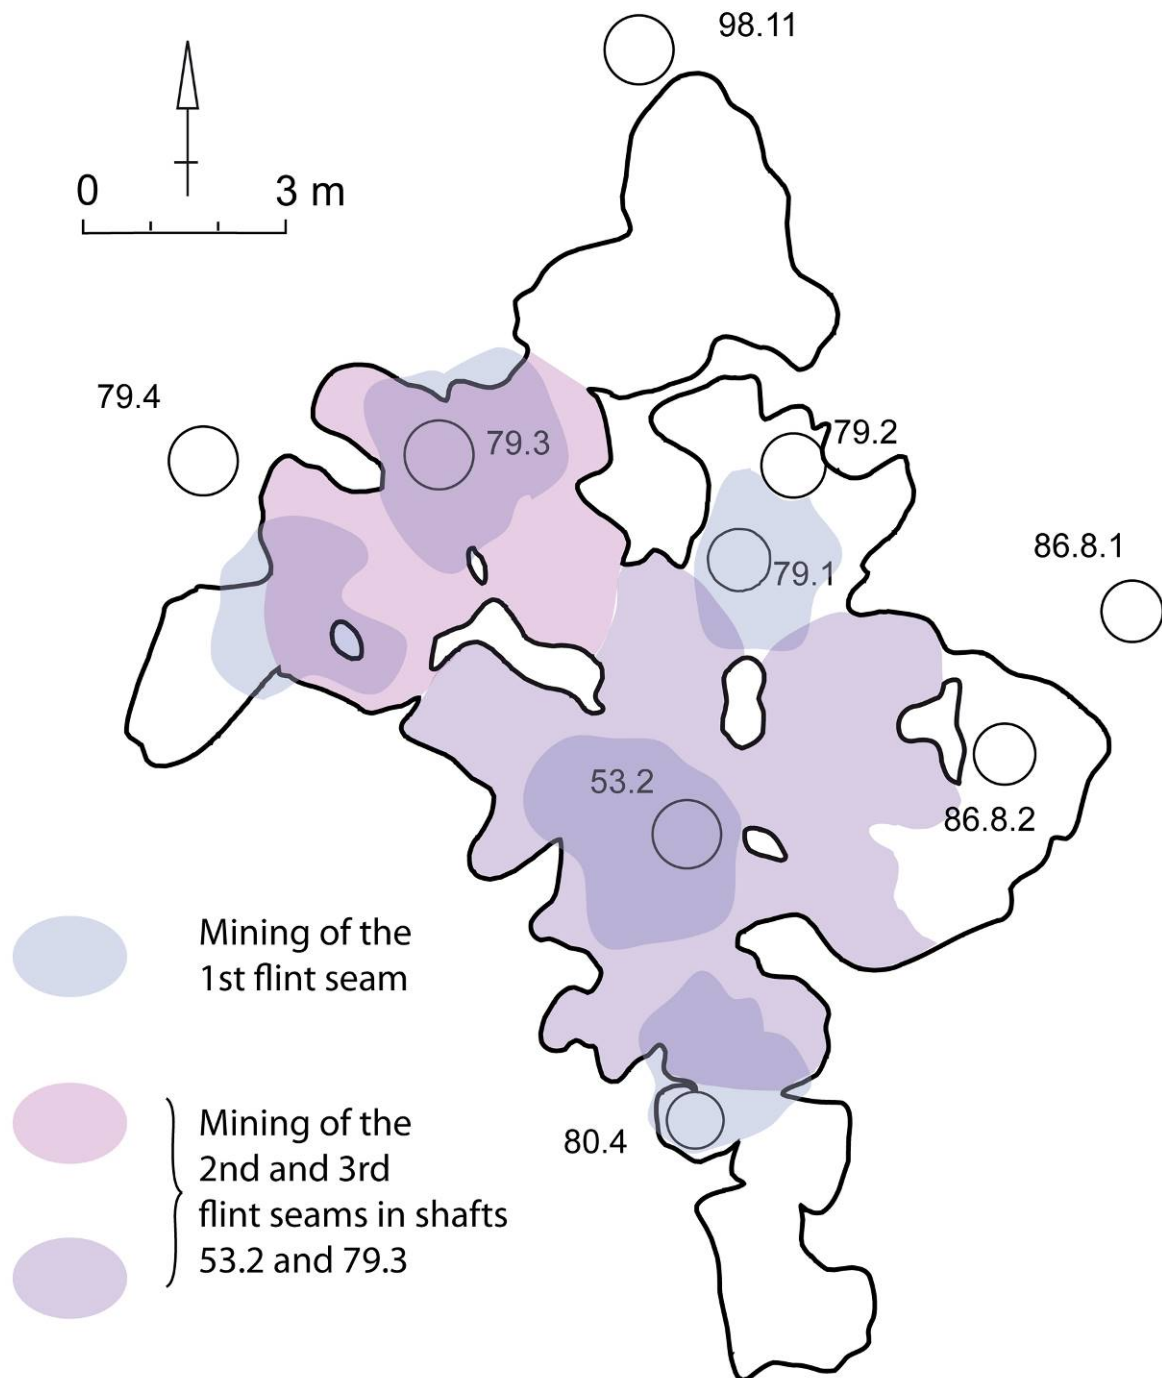 98.11
0 3 m
79.4
79.3
79.2
86.8.1
79.1
53.2
86.8.2
Mining of the
1st flint seam
80.4
Mining of the
2nd and 3rd
flint seams in shafts
53.2 and 79.3